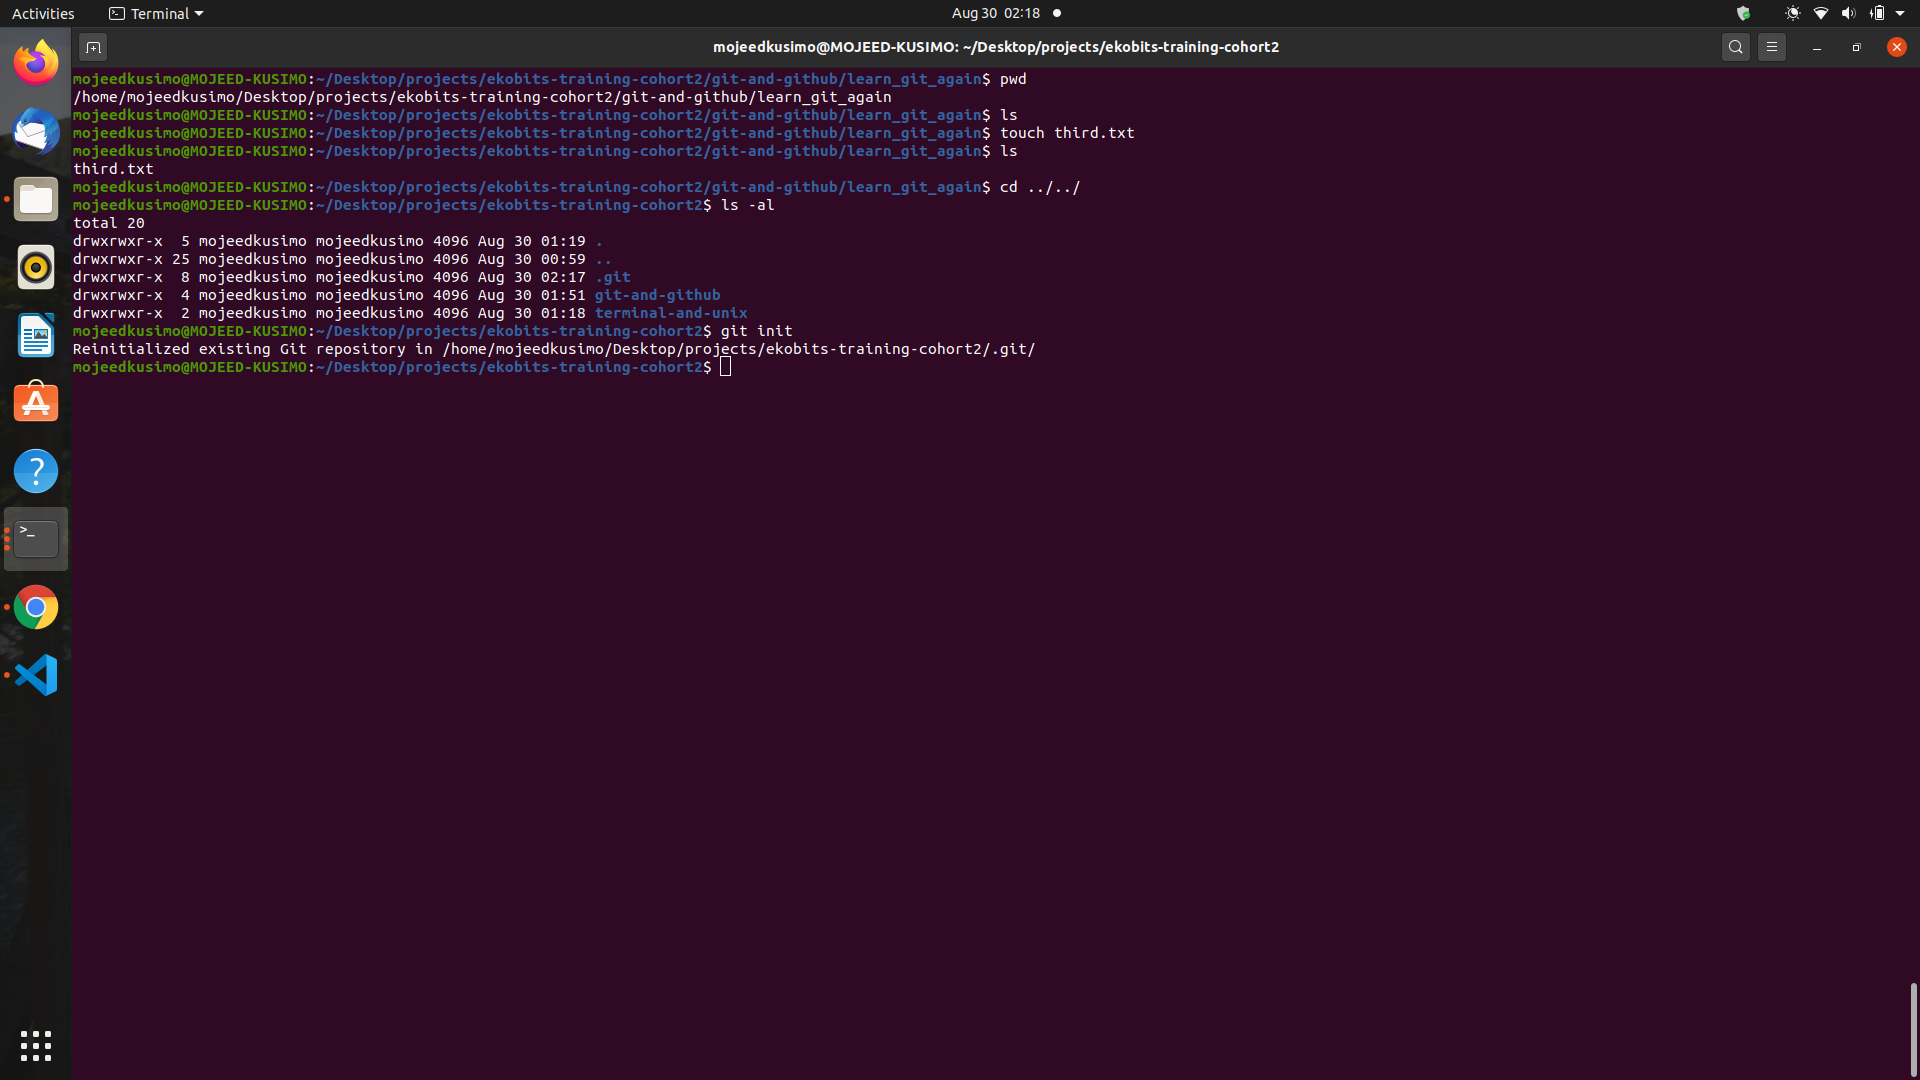 Activities
Terminal
Aug 30 02:18
mojeedkusimo@MOJEED-KUSIMO: ~/Desktop/projects/ekobits-training-cohort2
mojeedkusimo@MOJEED-KUSIMO:~/Desktop/projects/ekobits-training-cohort2/git-and-github/learn_git_again$ pwd
/home/mojeedkusimo/Desktop/projects/ekobits-training-cohort2/git-and-github/learn_git_again
mojeedkusimo@MOJEED-KUSIMO:~/Desktop/projects/ekobits-training-cohort2/git-and-github/learn_git_again$ ls
mojeedkusimo@MOJEED-KUSIMO:~/Desktop/projects/ekobits-training-cohort2/git-and-github/learn_git_again$ touch third.txt
mojeedkusimo@MOJEED-KUSIMO:~/Desktop/projects/ekobits-training-cohort2/git-and-github/learn_git_again$ ls
third.txt
mojeedkusimo@MOJEED-KUSIMO:~/Desktop/projects/ekobits-training-cohort2/git-and-github/learn_git_again$ cd ../../
mojeedkusimo@MOJEED-KUSIMO:~/Desktop/projects/ekobits-training-cohort2$ ls -al
total 20
drwxrwxr-x  5 mojeedkusimo mojeedkusimo 4096 Aug 30 01:19 .
drwxrwxr-x 25 mojeedkusimo mojeedkusimo 4096 Aug 30 00:59 ..
drwxrwxr-x  8 mojeedkusimo mojeedkusimo 4096 Aug 30 02:17 .git
drwxrwxr-x  4 mojeedkusimo mojeedkusimo 4096 Aug 30 01:51 git-and-github
drwxrwxr-x  2 mojeedkusimo mojeedkusimo 4096 Aug 30 01:18 terminal-and-unix
mojeedkusimo@MOJEED-KUSIMO:~/Desktop/projects/ekobits-training-cohort2$ git init
Reinitialized existing Git repository in /home/mojeedkusimo/Desktop/projects/ekobits-training-cohort2/.git/
mojeedkusimo@MOJEED-KUSIMO:~/Desktop/projects/ekobits-training-cohort2$